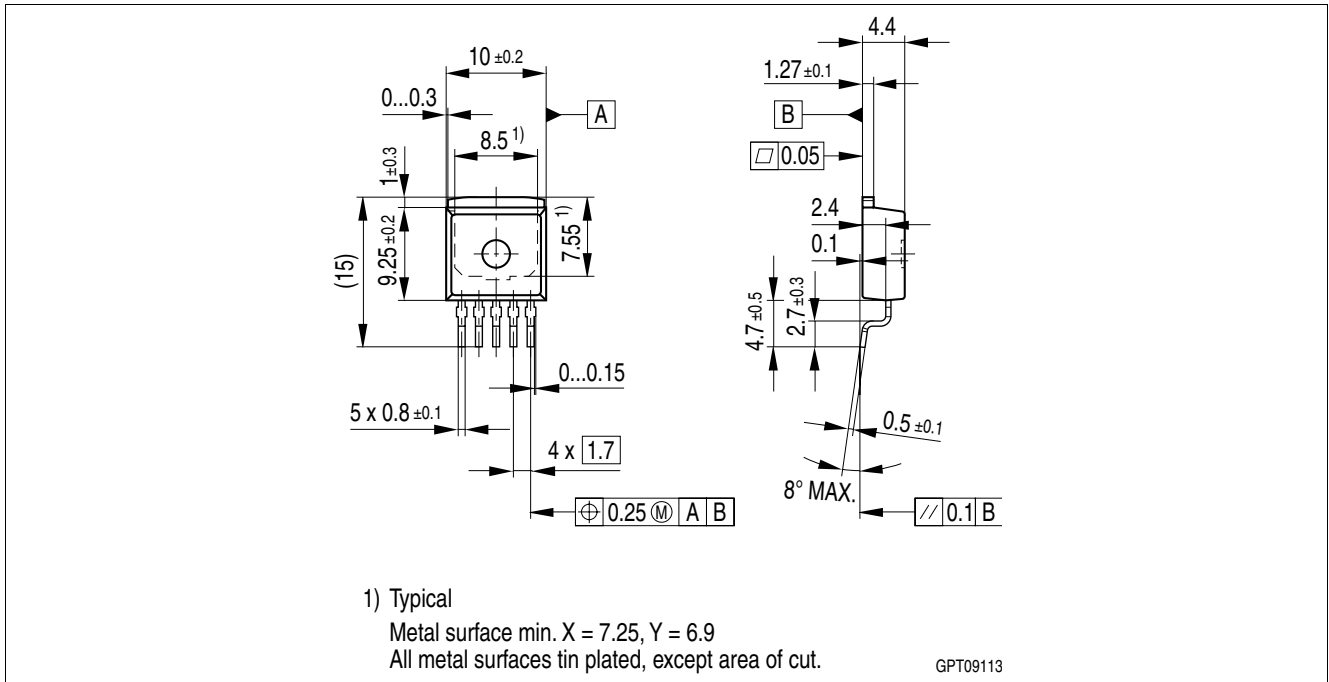 10 ±0.2
0...0.3
A
8.5 1)
1±0.3
7.55 1)
(15)
9.25 ±0.2
0...0.15
5 x 0.8 ±0.1
4 x 1.7
0.25 Ⓜ A B
4.4
1.27±0.1
B
0.05
2.4
0.1
4.7 ±0.5
2.7±0.3
0.5 ±0.1
8° MAX.
// 0.1 B
1) Typical
Metal surface min. X = 7.25, Y = 6.9
All metal surfaces tin plated, except area of cut.
GPT09113